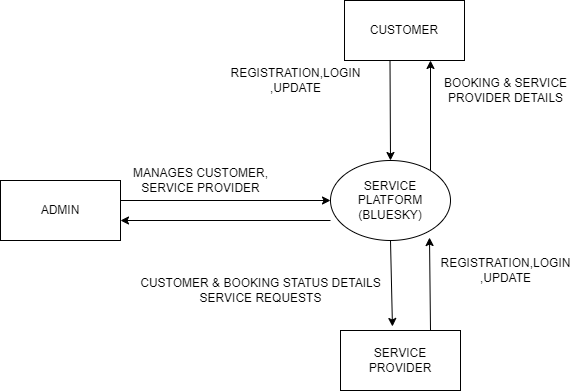 CUSTOMER
REGISTRATION,LOGIN
,UPDATE
BOOKING & SERVICE
PROVIDER DETAILS
MANAGES CUSTOMER,
SERVICE PROVIDER
ADMIN
SERVICE
PLATFORM
(BLUESKY)
CUSTOMER & BOOKING STATUS DETAILS
SERVICE REQUESTS
REGISTRATION,LOGIN
,UPDATE
SERVICE
PROVIDER